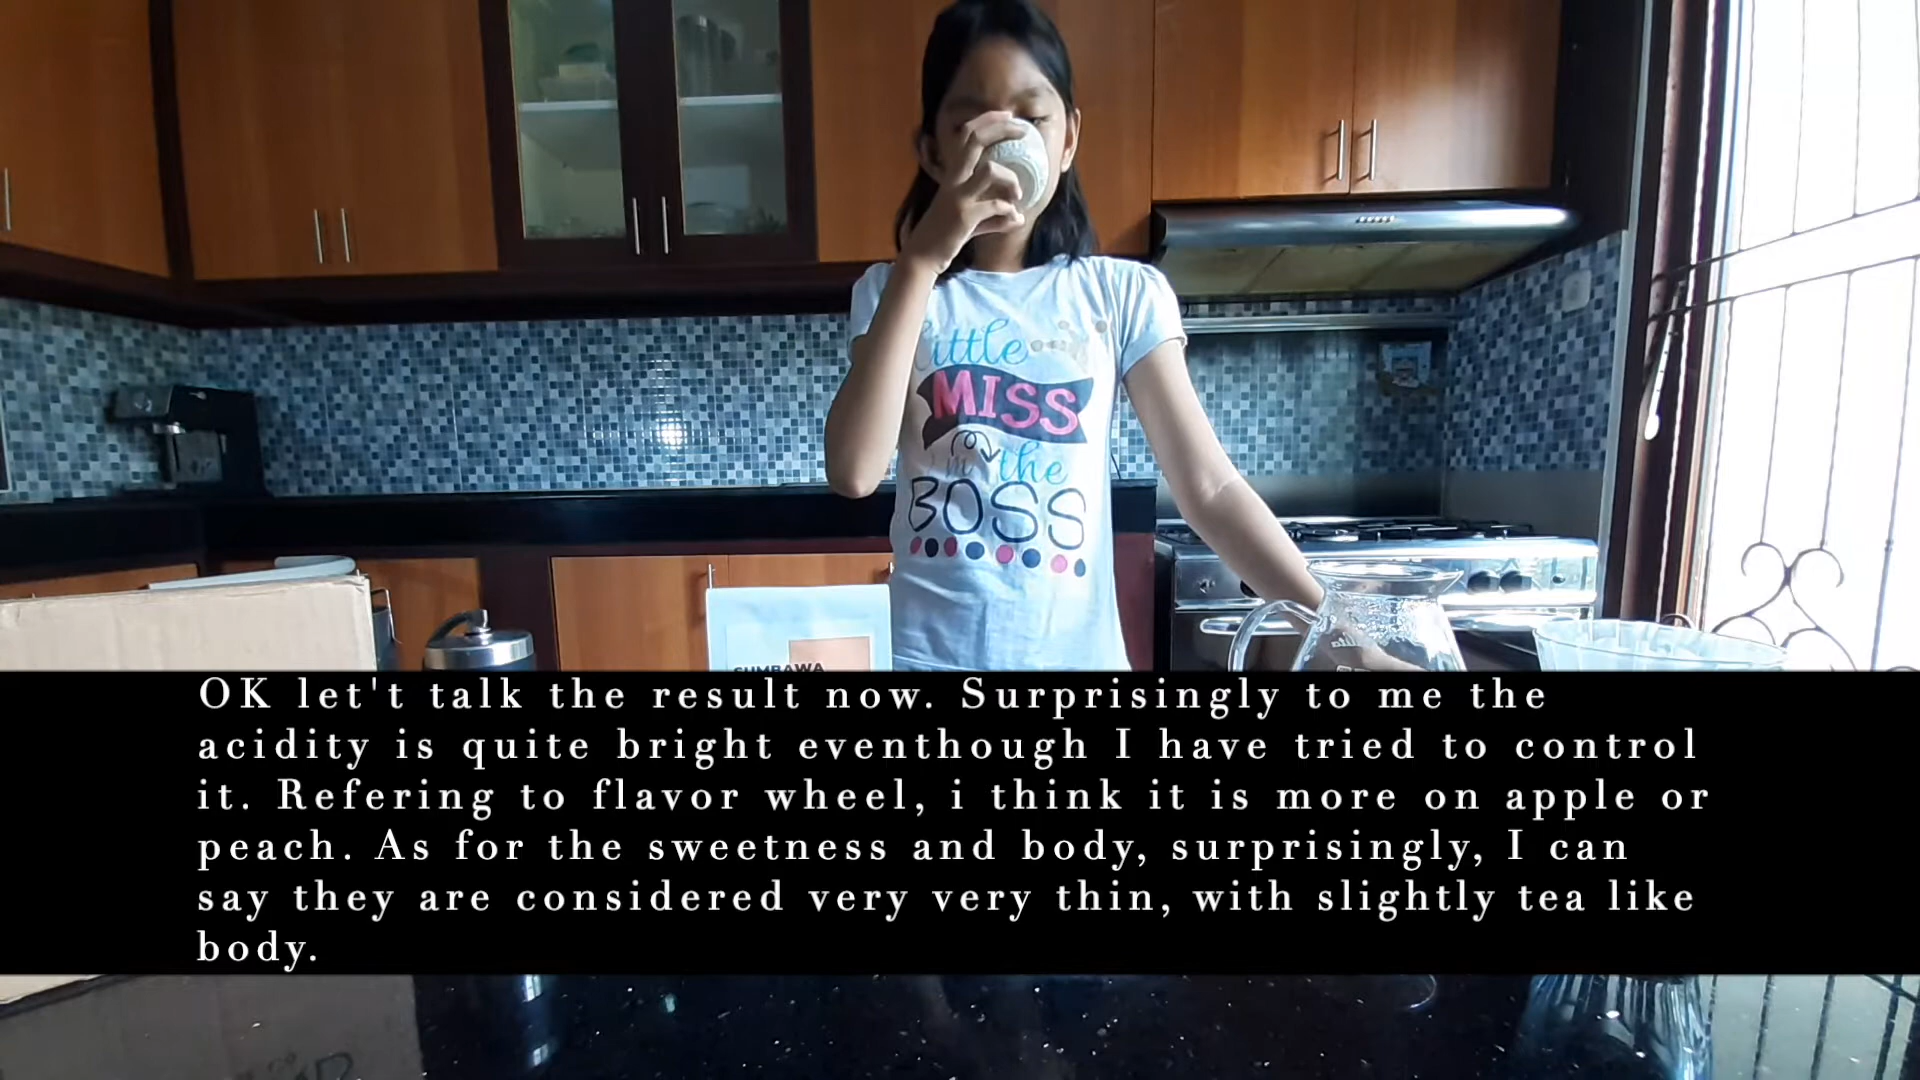 Little
MISS
the
BOSS
SUMBAWA
OK let's talk the result now. Surprisingly to me the
acidity is quite bright eventhough I have tried to control
it. Refering to flavor wheel, i think it is more on apple or
peach. As for the sweetness and body, surprisingly, I can
say they are considered very very thin, with slightly tea like
body.